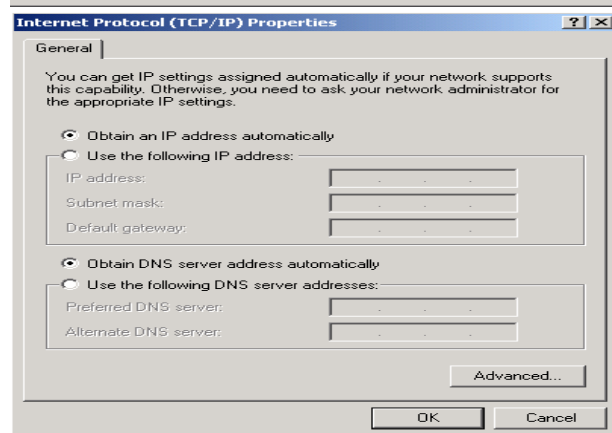 Internet Protocol (TCP/IP) Properties
General
You can get IP settings assigned automatically if your network supports
this capability. Otherwise, you need to ask your network administrator for
the appropriate IP settings.
Obtain an IP address automatically
Use the following IP address:
IP address:
Subnet mask:
Default gateway:
Obtain DNS server address automatically
Use the following DNS server addresses:
Preferred DNS server:
Alternate DNS server:
Advanced...
OK Cancel